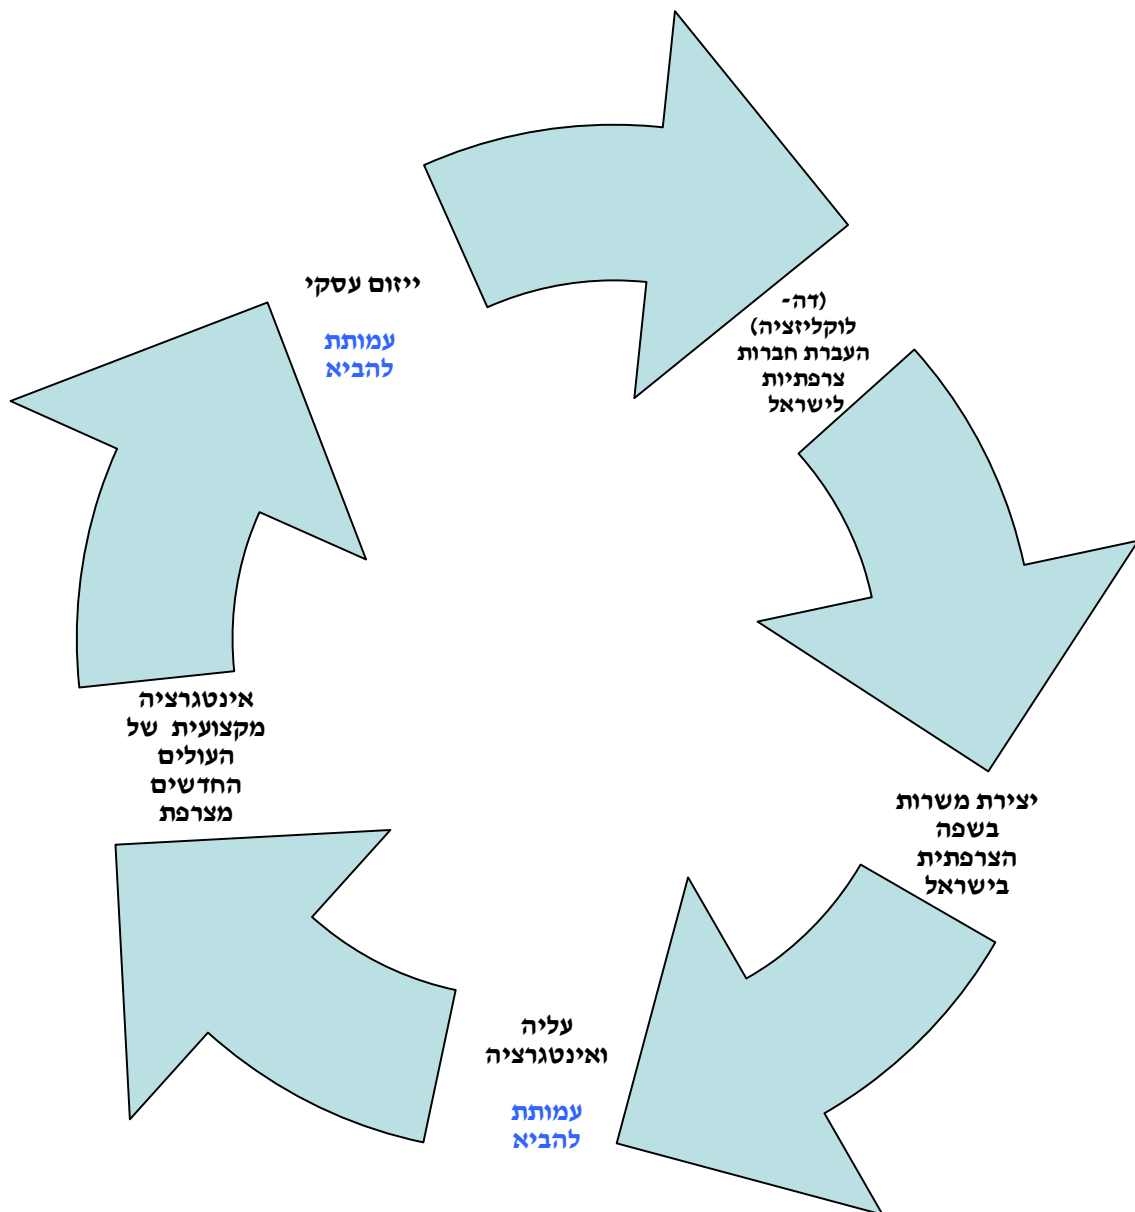 ייזום עסקי
עמותת
להביא
(דה-
לוקליזציה)
העברת חברות
צרפתיות
לישראל
יצירת משרות
בשפה
הצרפתית
בישראל
עליה
ואינטגרציה
עמותת
להביא
אינטגרציה
מקצועית של
העולים
החדשים
מצרפת